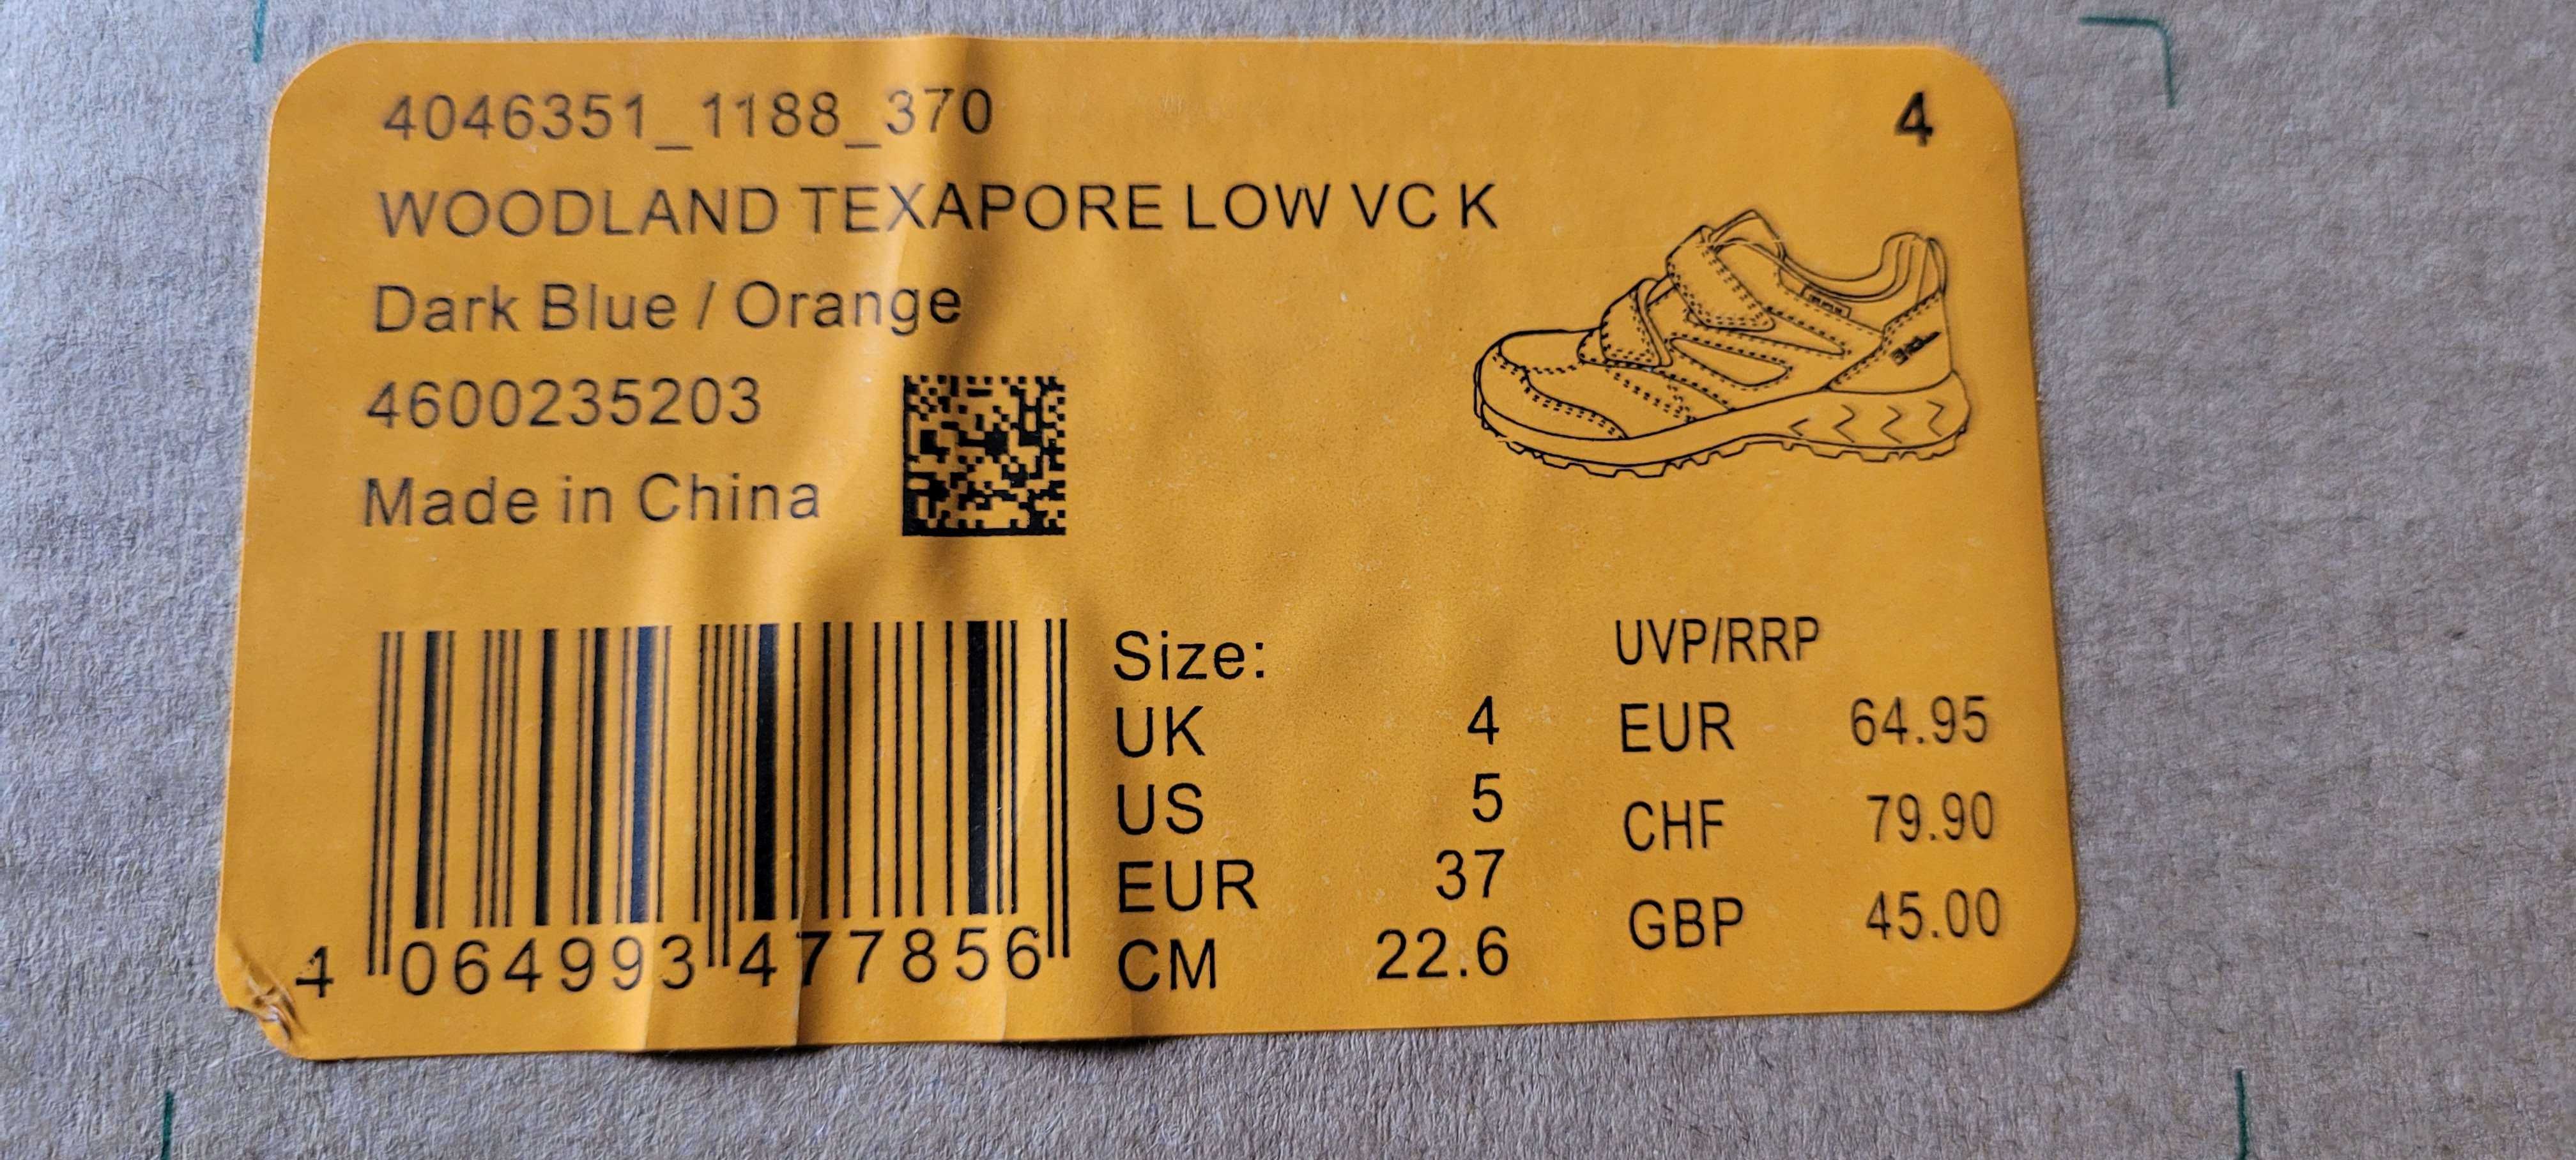 4046351_1188_370
4
WOODLAND TEXAPORE LOW VC K
Dark Blue / Orange
4600235203
Made in China
4 064993 477856
Size:
UK 4
US 5
EUR 37
CM 22.6
UVP/RRP
EUR 64.95
CHF 79.90
GBP 45.00